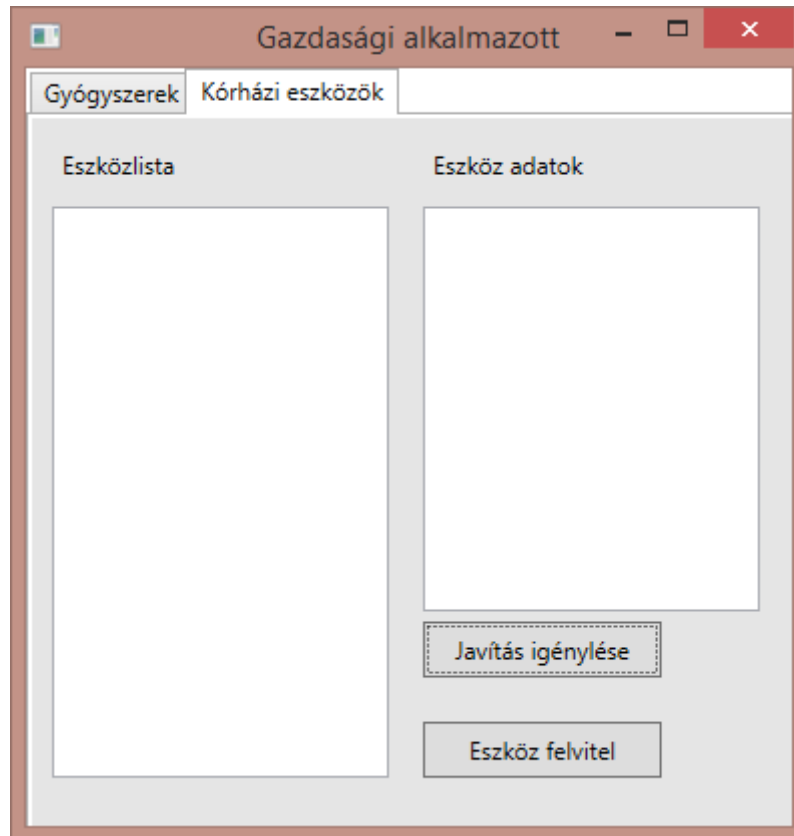 Gazdasági alkalmazott
Gyógyszerek Kórházi eszközök
Eszközlista
Eszköz adatok
Javítás igénylése
Eszköz felvitel